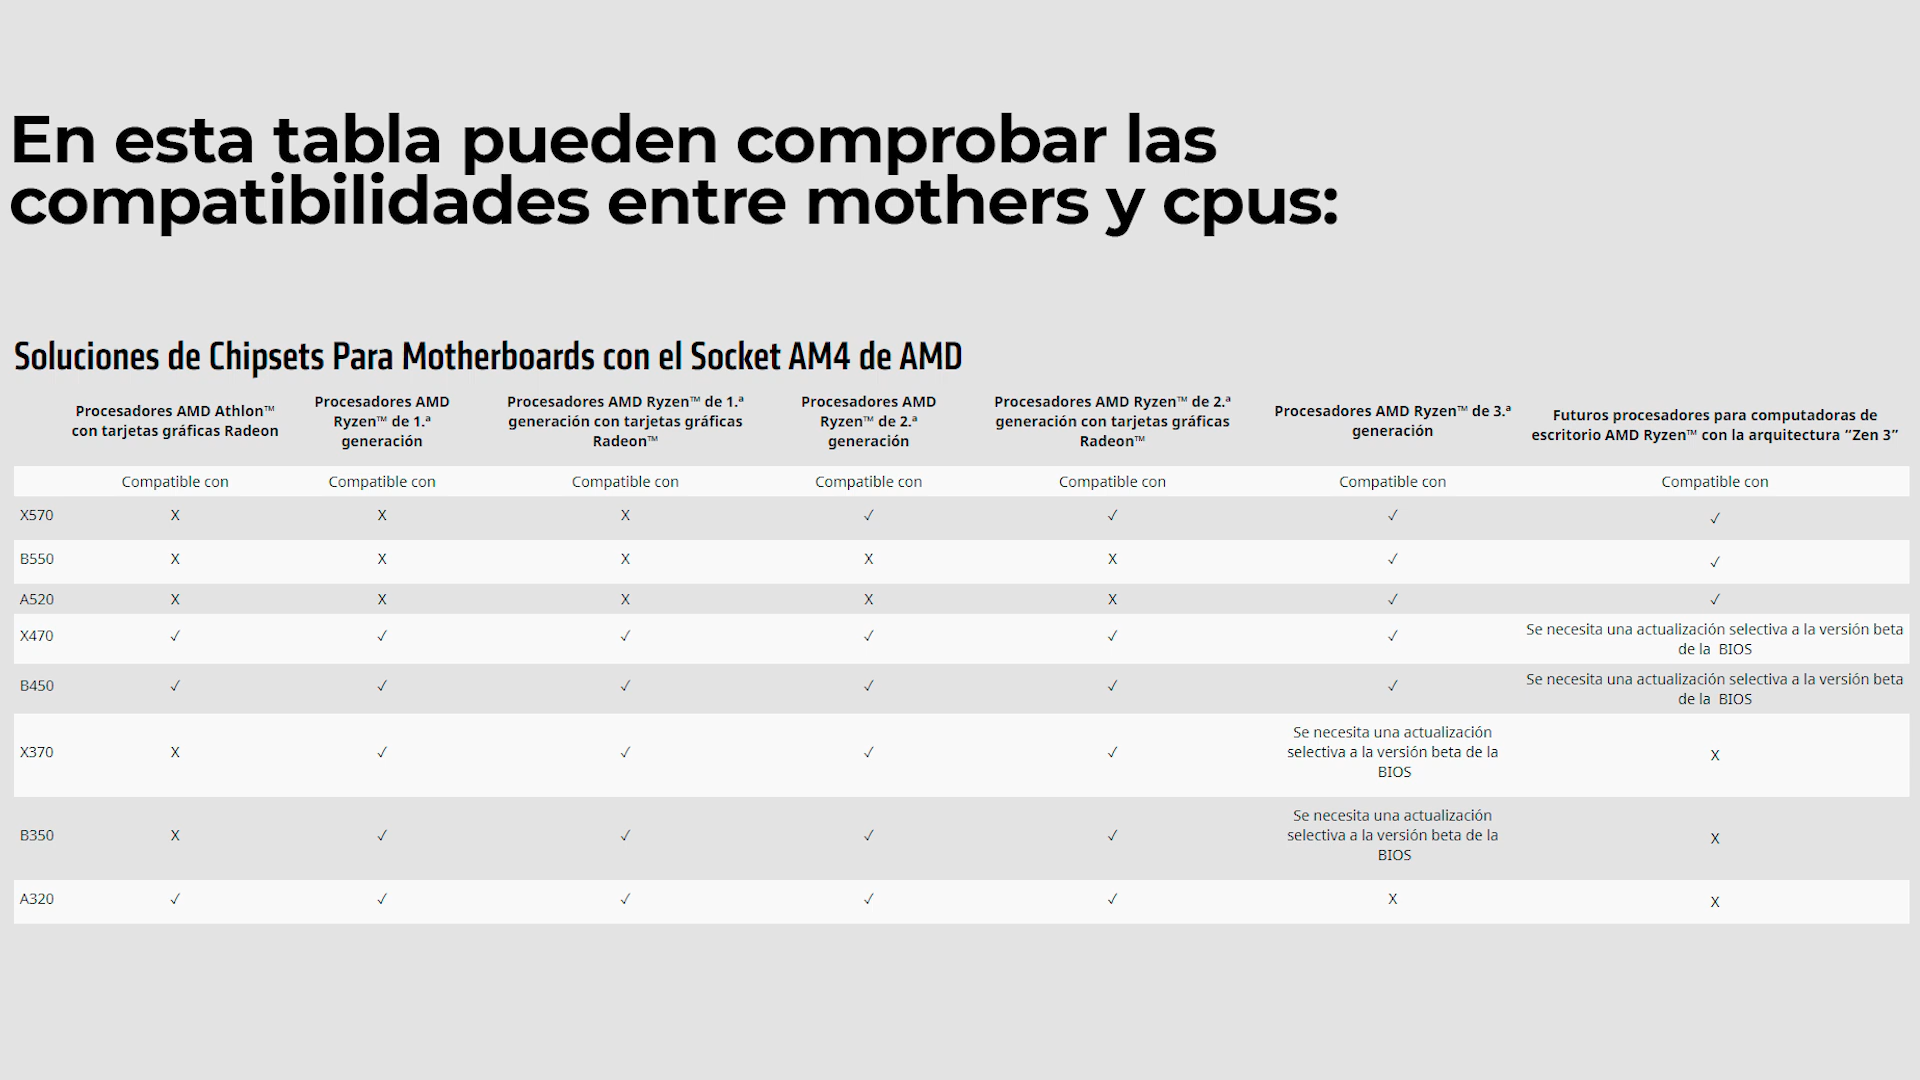 En esta tabla pueden comprobar las
compatibilidades entre mothers y cpus:
Soluciones de Chipsets Para Motherboards con el Socket AM4 de AMD
Procesadores AMD Athlon™
con tarjetas gráficas Radeon
Procesadores AMD
Ryzen™ de 1.ª
generación
Procesadores AMD Ryzen™ de 1.ª
generación con tarjetas gráficas
Radeon™
Procesadores AMD
Ryzen™ de 2.ª
generación
Procesadores AMD Ryzen™ de 2.ª
generación con tarjetas gráficas
Radeon™
Procesadores AMD Ryzen™ de 3.ª
generación
Futuros procesadores para computadoras de
escritorio AMD Ryzen™ con la arquitectura “Zen 3”
Compatible con Compatible con Compatible con Compatible con Compatible con Compatible con Compatible con
X570 X X X ✓ ✓ ✓ ✓
B550 X X X X X ✓ ✓
A520 X X X X X ✓ ✓
X470 ✓ ✓ ✓ ✓ ✓ ✓
Se necesita una actualización selectiva a la versión beta
de la BIOS
B450 ✓ ✓ ✓ ✓ ✓ ✓
Se necesita una actualización selectiva a la versión beta
de la BIOS
X370 X ✓ ✓ ✓ ✓
Se necesita una actualización
selectiva a la versión beta de la
BIOS
X
B350 X ✓ ✓ ✓ ✓
Se necesita una actualización
selectiva a la versión beta de la
BIOS
X
A320 ✓ ✓ ✓ ✓ ✓ X X